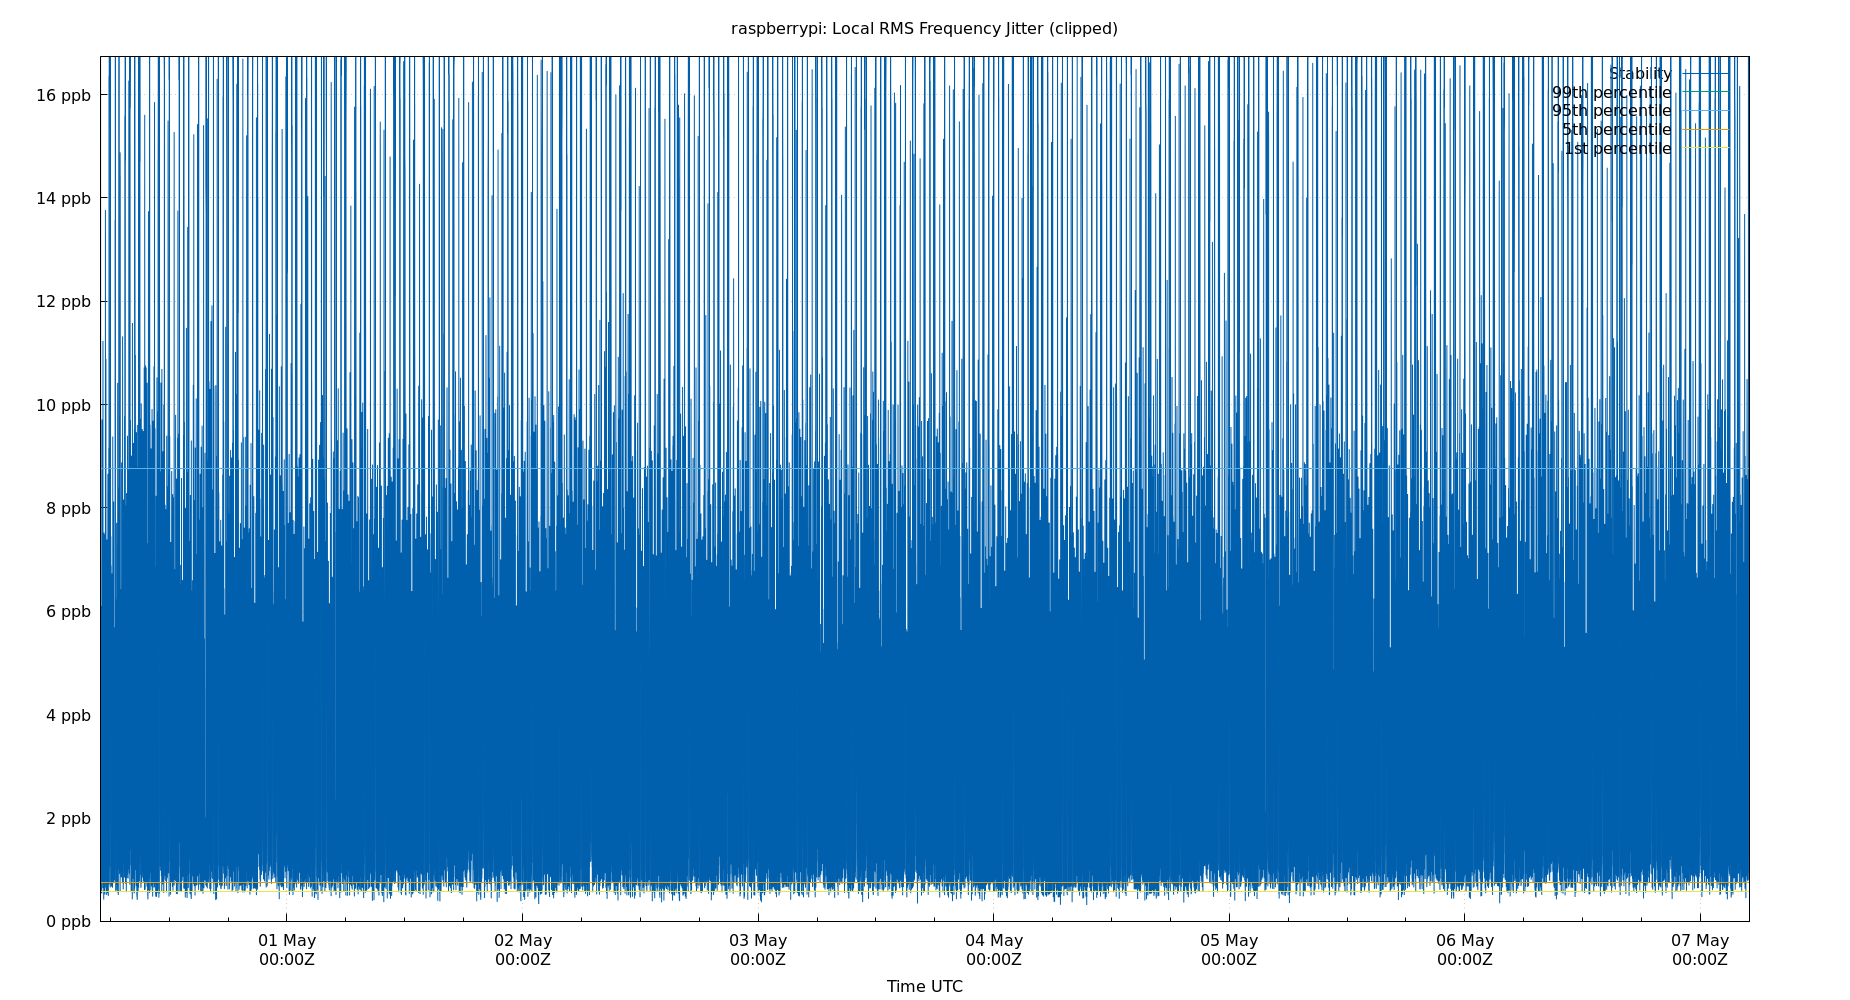 raspberrypi: Local RMS Frequency Jitter (clipped)
16 ppb
14 ppb
12 ppb
10 ppb
8 ppb
6 ppb
4 ppb
2 ppb
0 ppb
Stability
99th percentile
95th percentile
5th percentile
1st percentile
01 May 02 May 03 May 04 May 05 May 06 May 07 May
00:00Z 00:00Z 00:00Z 00:00Z 00:00Z 00:00Z 00:00Z
Time UTC